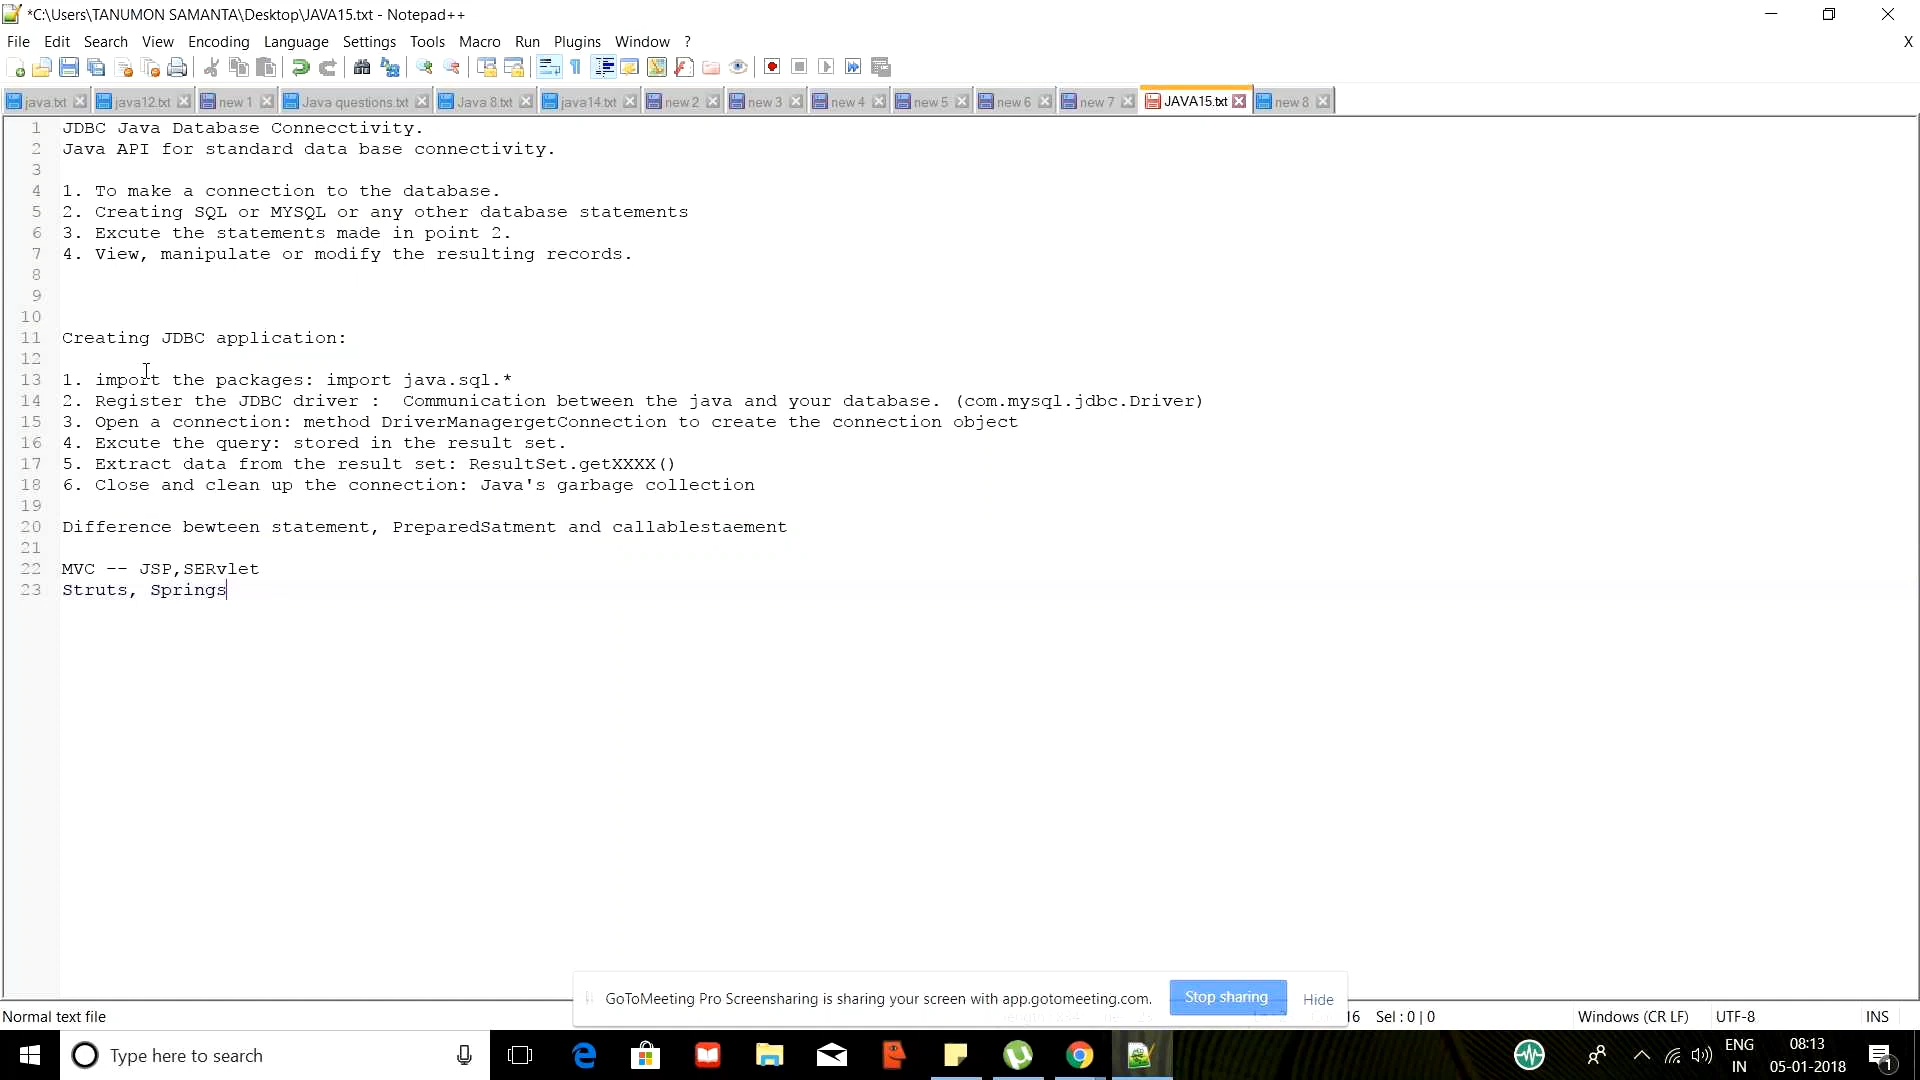 *C:\Users\TANUMON SAMANTA\Desktop\JAVA15.txt - Notepad++
File Edit Search View Encoding Language Settings Tools Macro Run Plugins Window ? X
java.txt java12.txt new 1 Java questions.txt Java 8.txt java14.txt new 2 new 3 new 4 new 5 new 6 new 7 JAVA15.txt new 8
1 JDBC Java Database Connecctivity.
2 Java API for standard data base connectivity.
3
4 1. To make a connection to the database.
5 2. Creating SQL or MYSQL or any other database statements
6 3. Excute the statements made in point 2.
7 4. View, manipulate or modify the resulting records.
8
9
10
11 Creating JDBC application:
12
13 1. import the packages: import java.sql.*
14 2. Register the JDBC driver :  Communication between the java and your database. (com.mysql.jdbc.Driver)
15 3. Open a connection: method DriverManagergetConnection to create the connection object
16 4. Excute the query: stored in the result set.
17 5. Extract data from the result set: ResultSet.getXXXX()
18 6. Close and clean up the connection: Java's garbage collection
19
20 Difference bewteen statement, PreparedSatment and callablestaement
21
22 MVC -- JSP,SERvlet
23 Struts, Springs
GoToMeeting Pro Screensharing is sharing your screen with app.gotomeeting.com. Stop sharing Hide
Normal text file 16 Sel : 0 | 0 Windows (CR LF) UTF-8 INS
Type here to search ENG 08:13
IN 05-01-2018 1